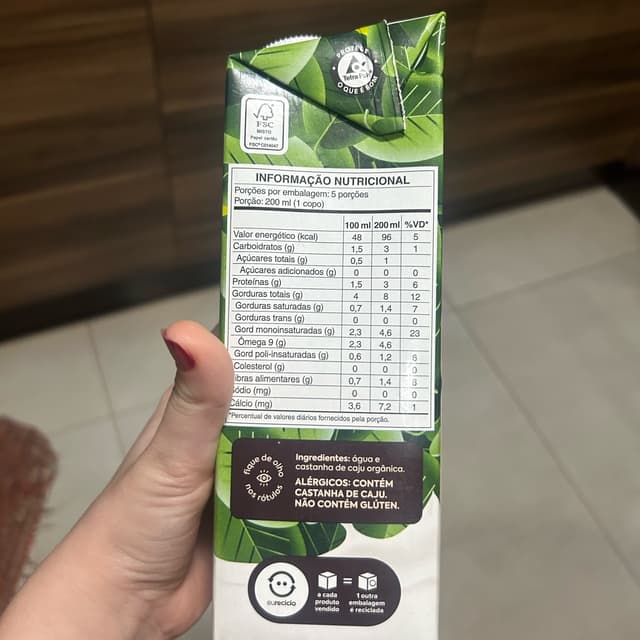 PROTEGE
Tetra Pak
O QUE É BOM
FSC
MISTO
Papel cartão
FSC® C014047
INFORMAÇÃO NUTRICIONAL
Porções por embalagem: 5 porções
Porção: 200 ml (1 copo)
100 ml 200 ml %VD*
Valor energético (kcal) 48 96 5
Carboidratos (g) 1,5 3 1
Açúcares totais (g) 0,5 1
Açúcares adicionados (g) 0 0 0
Proteínas (g) 1,5 3 6
Gorduras totais (g) 4 8 12
Gorduras saturadas (g) 0,7 1,4 7
Gorduras trans (g) 0 0 0
Gord monoinsaturadas (g) 2,3 4,6 23
Ômega 9 (g) 2,3 4,6
Gord poli-insaturadas (g) 0,6 1,2 6
Colesterol (g) 0 0 0
ibras alimentares (g) 0,7 1,4 6
ódio (mg) 0 0 0
Cálcio (mg) 3,6 7,2 1
*Percentual de valores diários fornecidos pela porção.
fique de olho
nos rótulos
Ingredientes: água e
castanha de caju orgânica.
ALÉRGICOS: CONTÉM
CASTANHA DE CAJU.
NÃO CONTÉM GLÚTEN.
eureciclo
a cada
produto
vendido
=
1 outra
embalagem
é reciclada